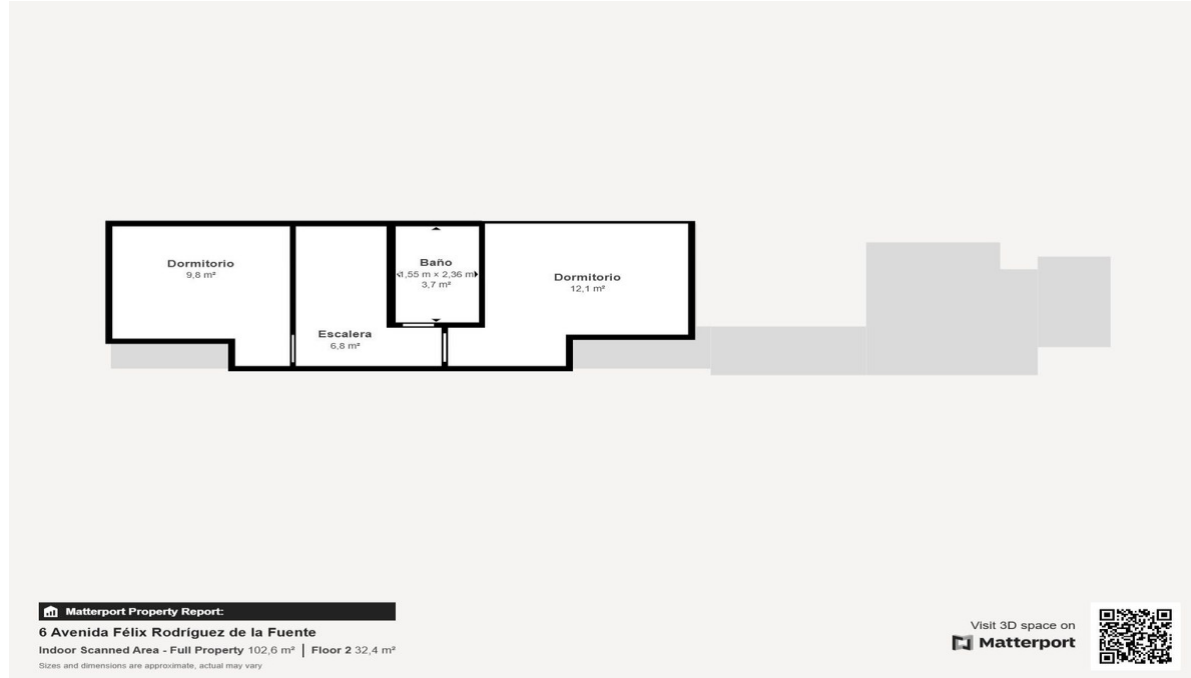 Dormitorio
9,8 m²
Baño
1,55 m × 2,36 m
3,7 m²
Dormitorio
12,1 m²
Escalera
6,8 m²
Matterport Property Report:
6 Avenida Félix Rodríguez de la Fuente
Indoor Scanned Area - Full Property 102,6 m² | Floor 2 32,4 m²
Sizes and dimensions are approximate, actual may vary
Visit 3D space on
Matterport